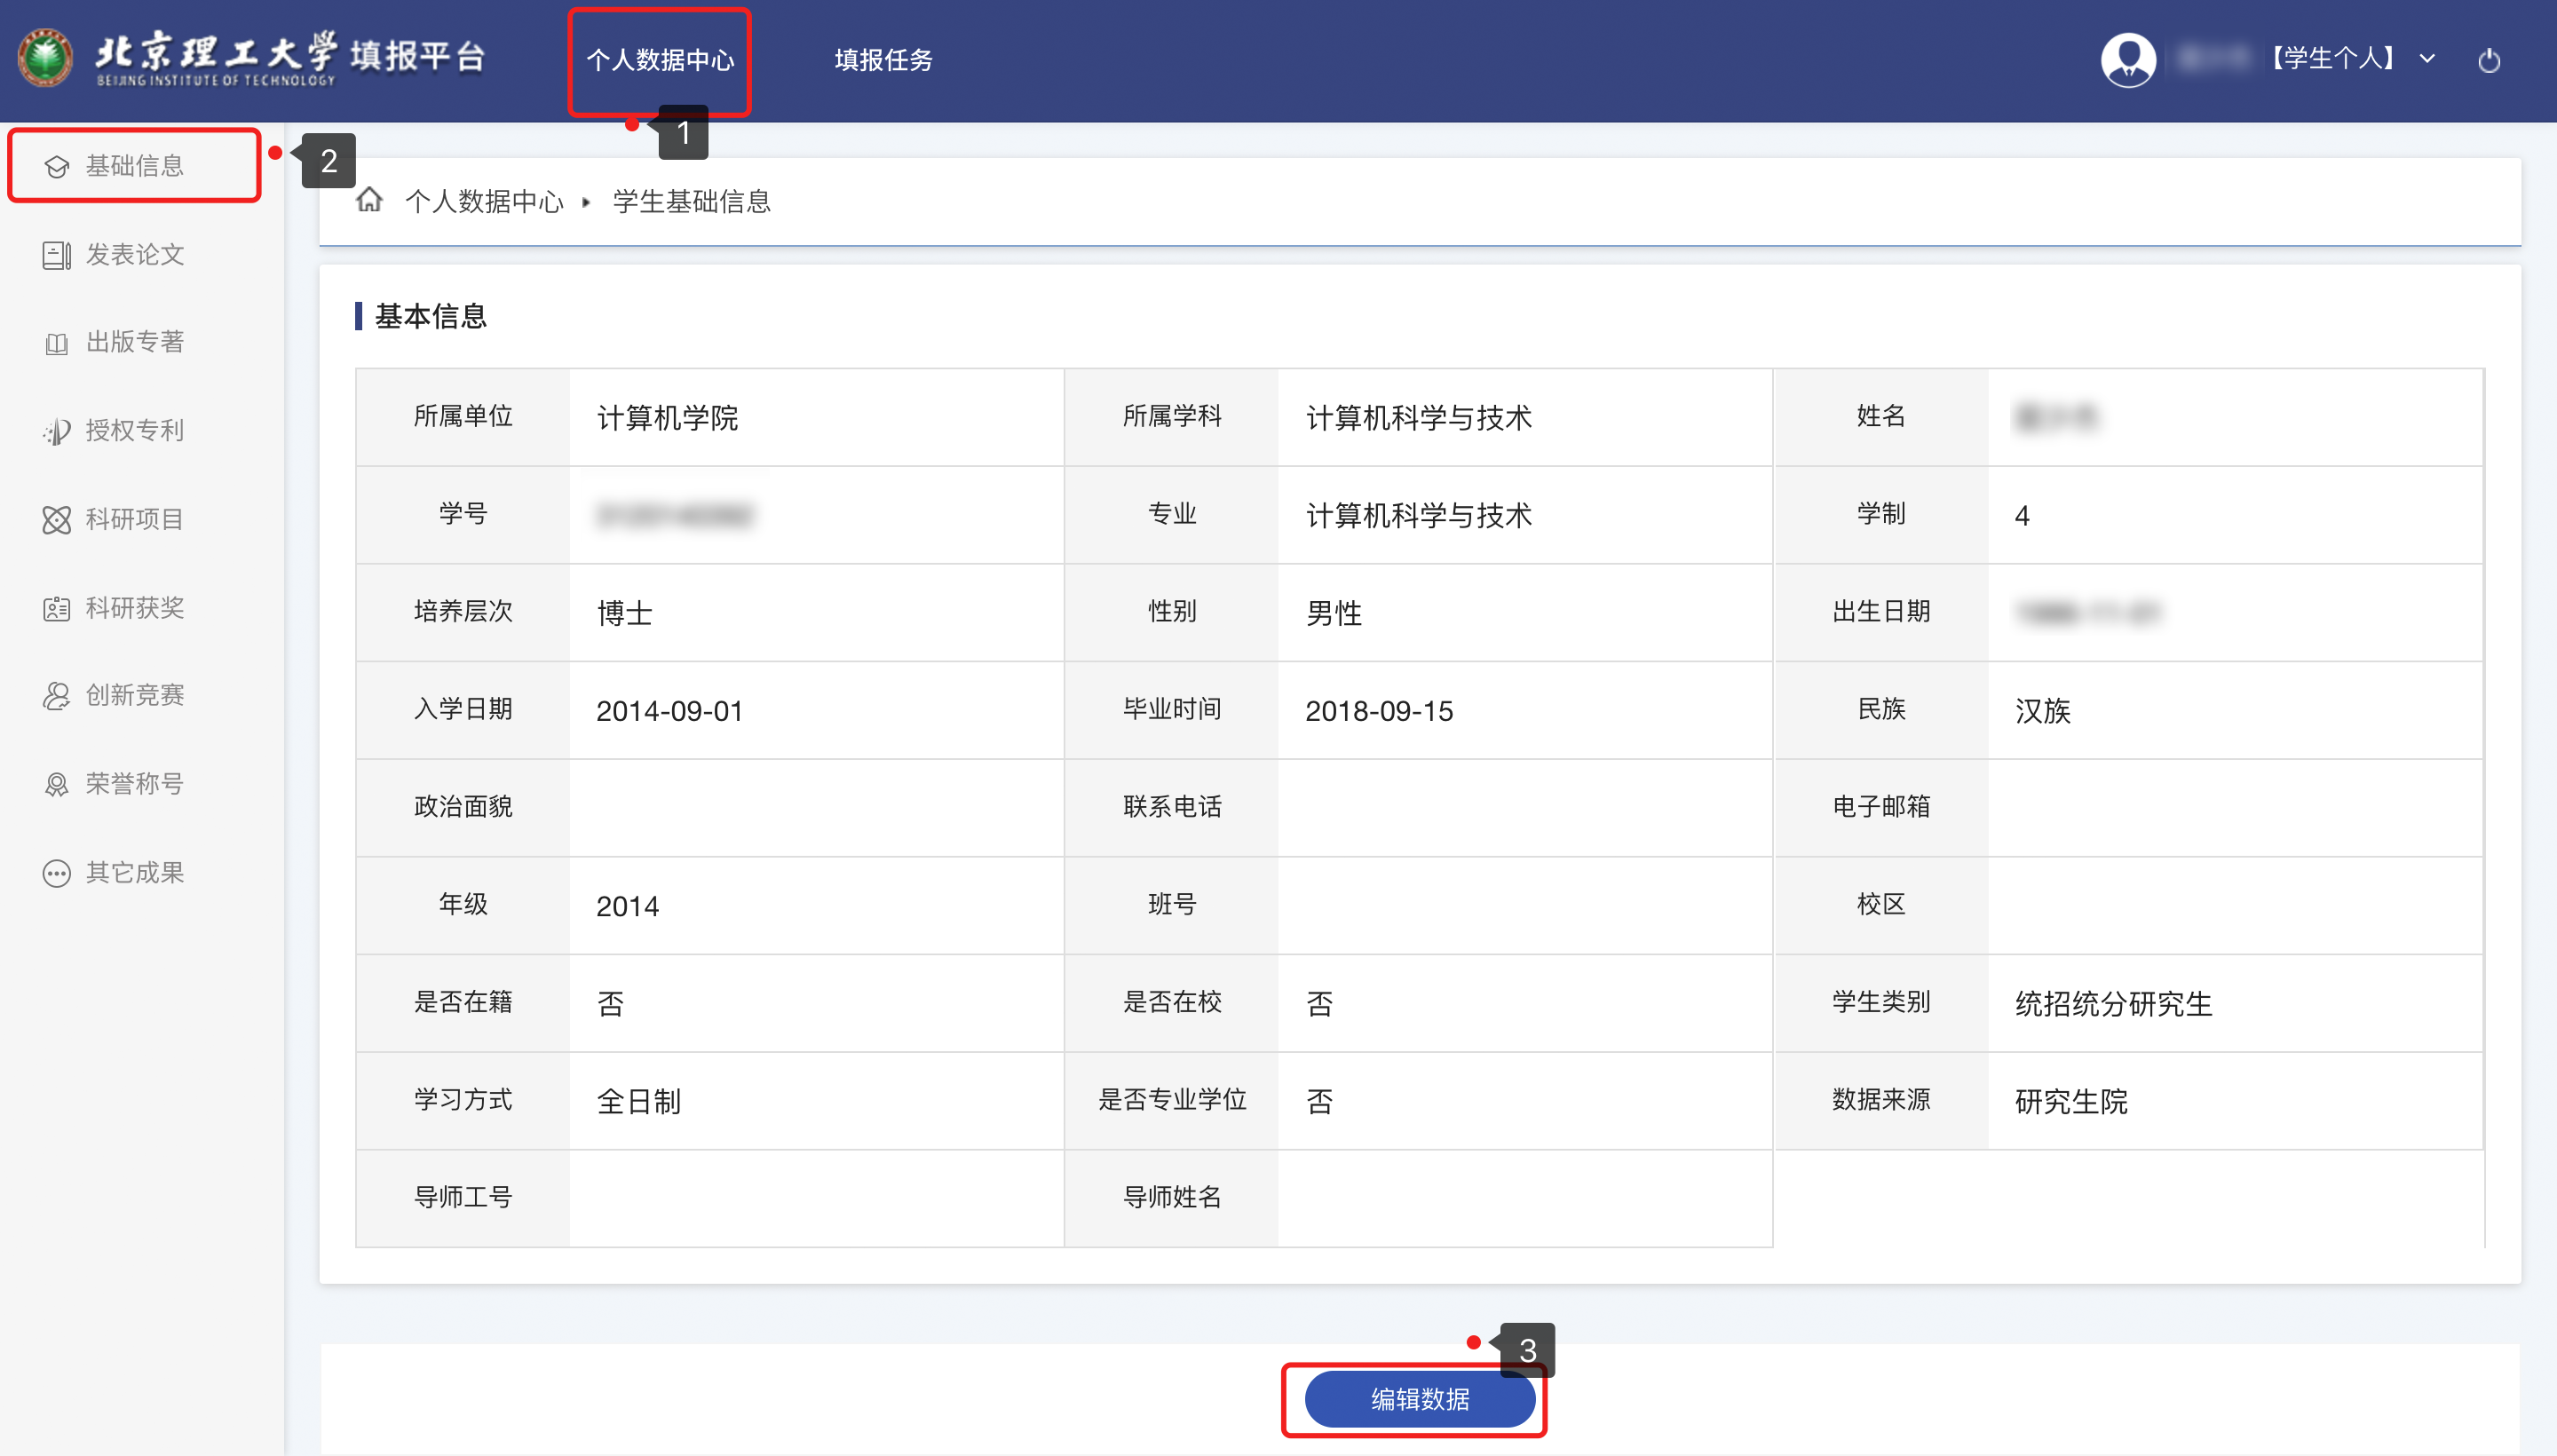 北京理工大学 填报平台
BEIJING INSTITUTE OF TECHNOLOGY
个人数据中心 填报任务 【学生个人】
1
基础信息
2
发表论文
出版专著
授权专利
科研项目
科研获奖
创新竞赛
荣誉称号
其它成果
个人数据中心 学生基础信息
基本信息
所属单位 计算机学院 所属学科 计算机科学与技术 姓名
学号 专业 计算机科学与技术 学制 4
培养层次 博士 性别 男性 出生日期
入学日期 2014-09-01 毕业时间 2018-09-15 民族 汉族
政治面貌 联系电话 电子邮箱
年级 2014 班号 校区
是否在籍 否 是否在校 否 学生类别 统招统分研究生
学习方式 全日制 是否专业学位 否 数据来源 研究生院
导师工号 导师姓名
3
编辑数据